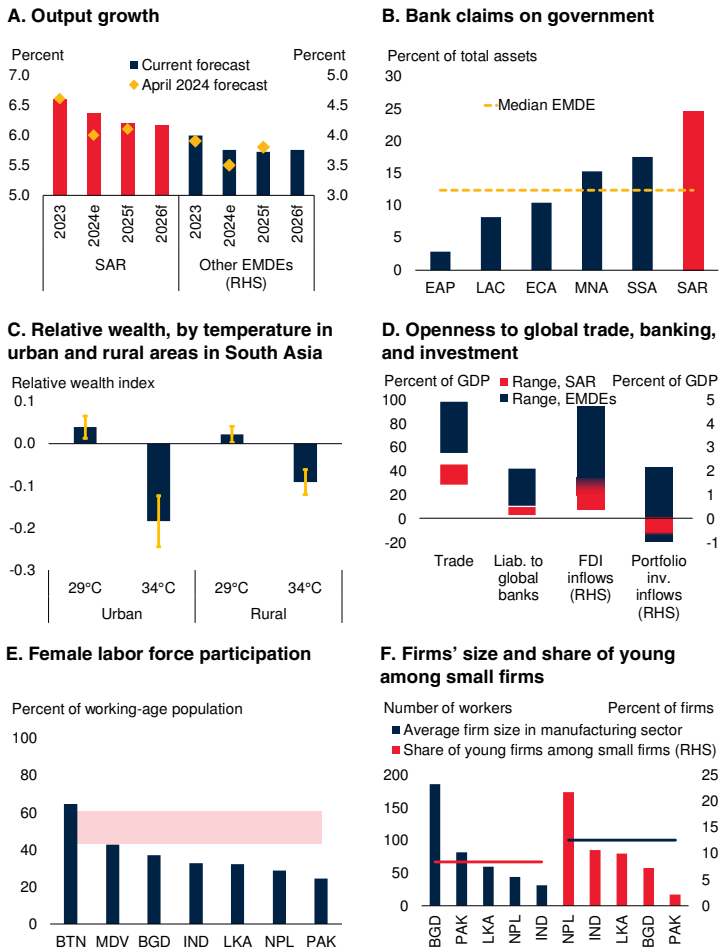 A. Output growth
Percent
Percent
Current forecast
April 2024 forecast
7.0
6.5
6.0
5.5
5.0
5.0
4.5
4.0
3.5
3.0
2023
2024e
2025f
2026f
2023
2024e
2025f
2026f
SAR
Other EMDEs
(RHS)
B. Bank claims on government
Percent of total assets
30
25
20
15
10
5
0
Median EMDE
EAP LAC ECA MNA SSA SAR
C. Relative wealth, by temperature in
urban and rural areas in South Asia
Relative wealth index
0.1
0.0
-0.1
-0.2
-0.3
29°C 34°C 29°C 34°C
Urban Rural
D. Openness to global trade, banking,
and investment
Percent of GDP
Percent of GDP
Range, SAR
Range, EMDEs
100
80
60
40
20
0
-20
5
4
3
2
1
0
-1
Trade
Liab. to
global
banks
FDI
inflows
(RHS)
Portfolio
inv.
inflows
(RHS)
E. Female labor force participation
Percent of working-age population
100
80
60
40
20
0
BTN MDV BGD IND LKA NPL PAK
F. Firms’ size and share of young
among small firms
Number of workers
Percent of firms
Average firm size in manufacturing sector
Share of young firms among small firms (RHS)
200
150
100
50
0
25
20
15
10
5
0
BGD
PAK
LKA
NPL
IND
NPL
IND
LKA
BGD
PAK